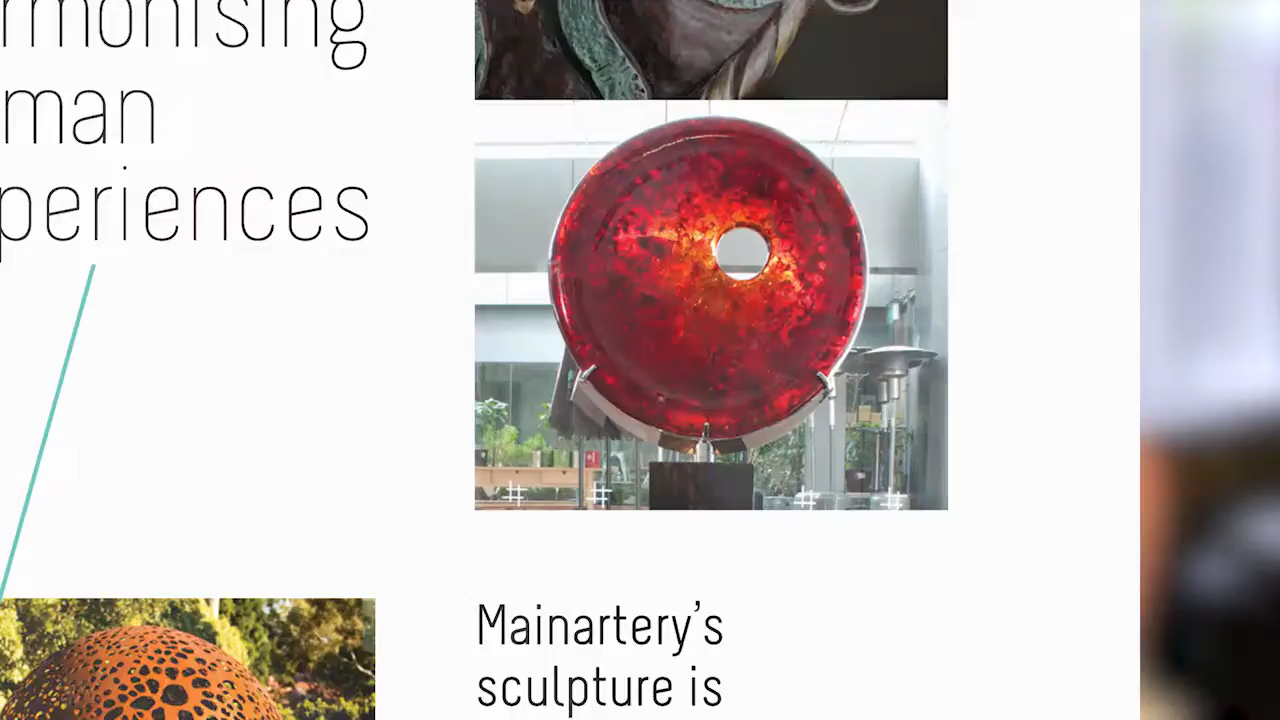 rmonising
man
periences
Mainartery’s
sculpture is